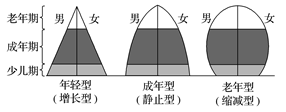 老年期
成年期
少儿期
男 女
男 女
男 女
年轻型 成年型 老年型
(增长型) (静止型) (缩减型)